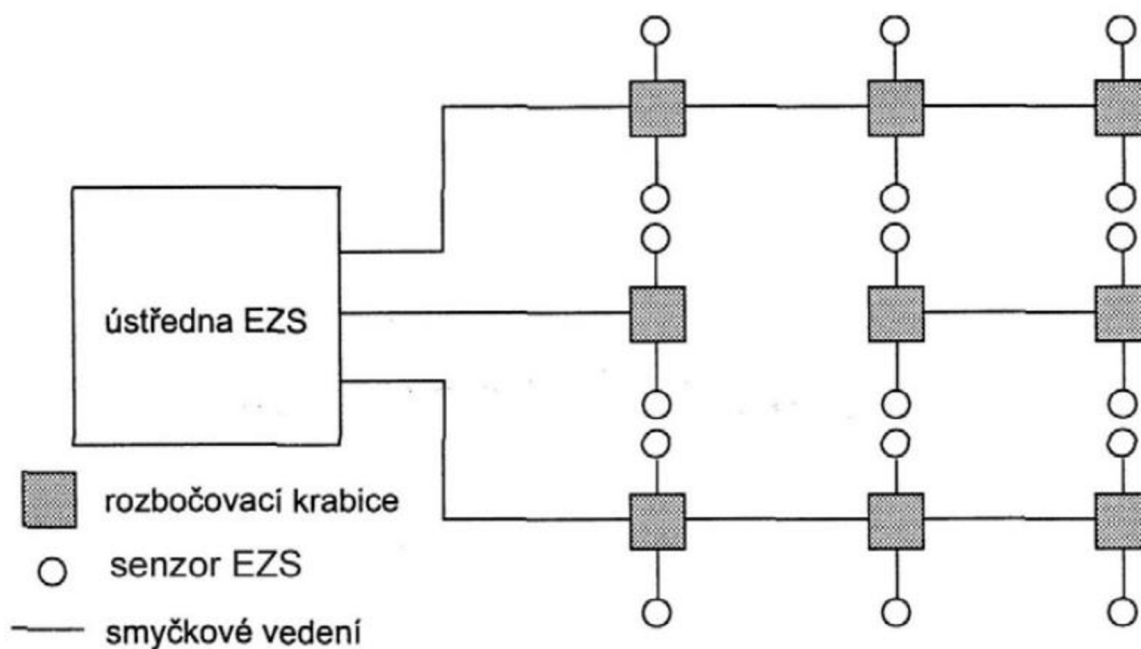 ústředna EZS
rozbočovací krabice
senzor EZS
smyčkové vedení